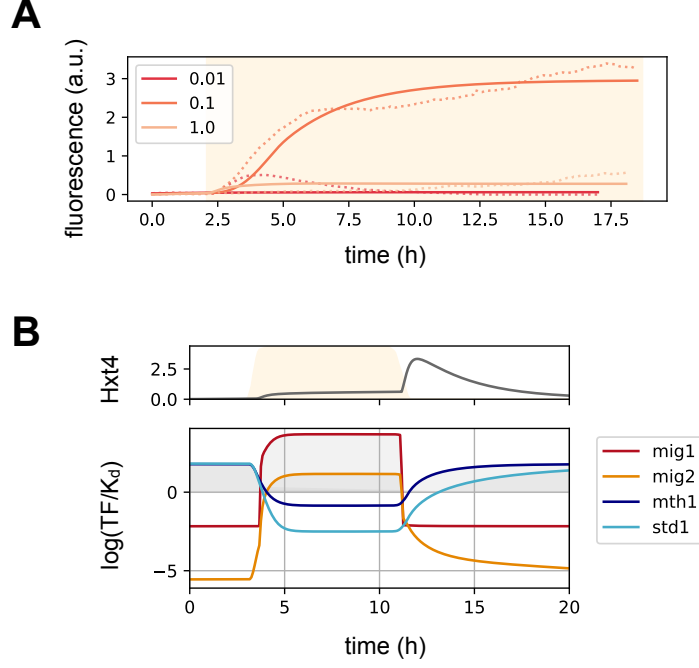 A
fluorescence (a.u.)
3
2
1
0
0.01
0.1
1.0
0.0 2.5 5.0 7.5 10.0 12.5 15.0 17.5
time (h)
B
Hxt4
2.5
0.0
log(TF/Kd)
0
−5
mig1
mig2
mth1
std1
0 5 10 15 20
time (h)